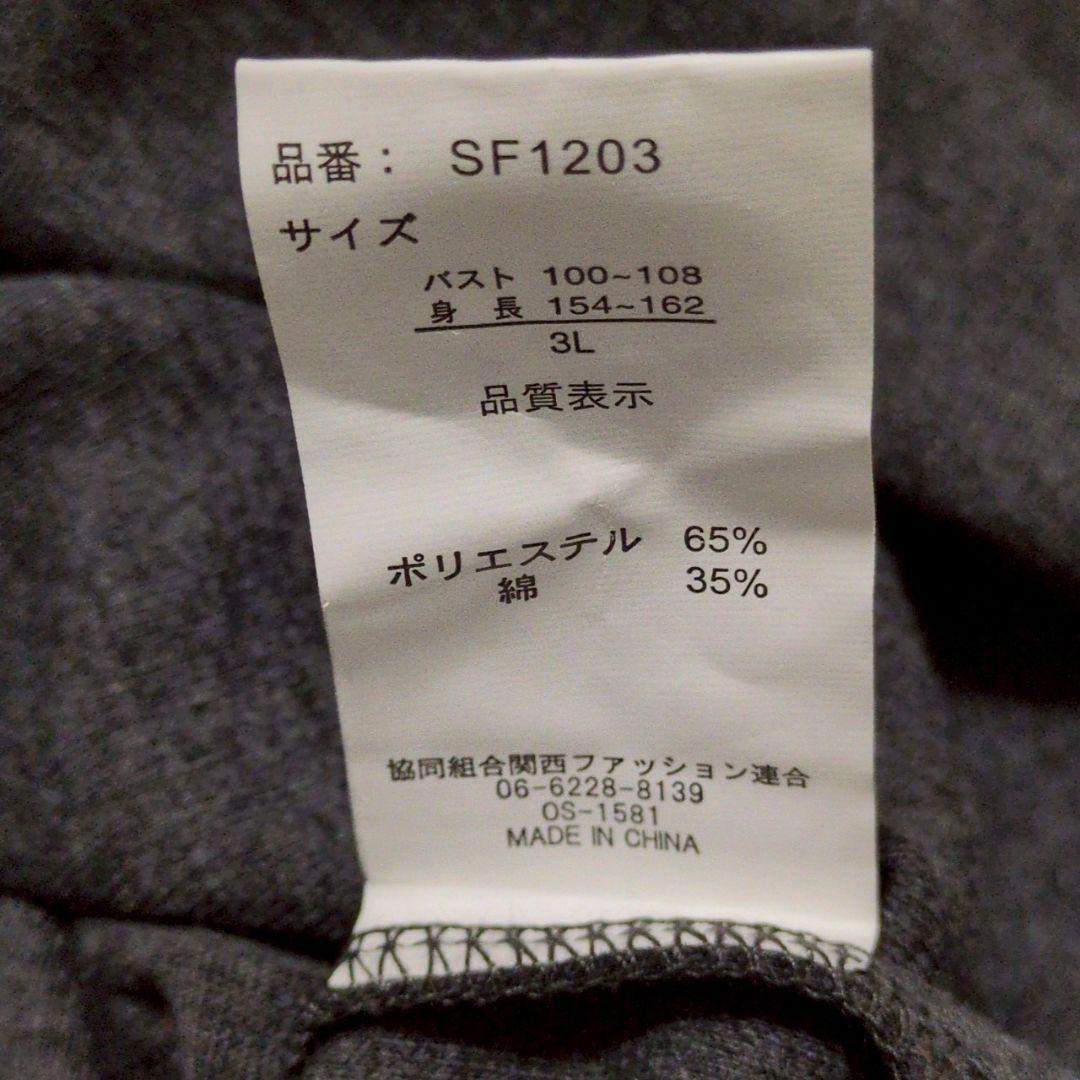 品番： SF1203
サイズ
バスト 100~108
身長 154~162
3L
品質表示
ポリエステル 65%
綿 35%
協同組合関西ファッション連合
06-6228-8139
OS-1581
MADE IN CHINA